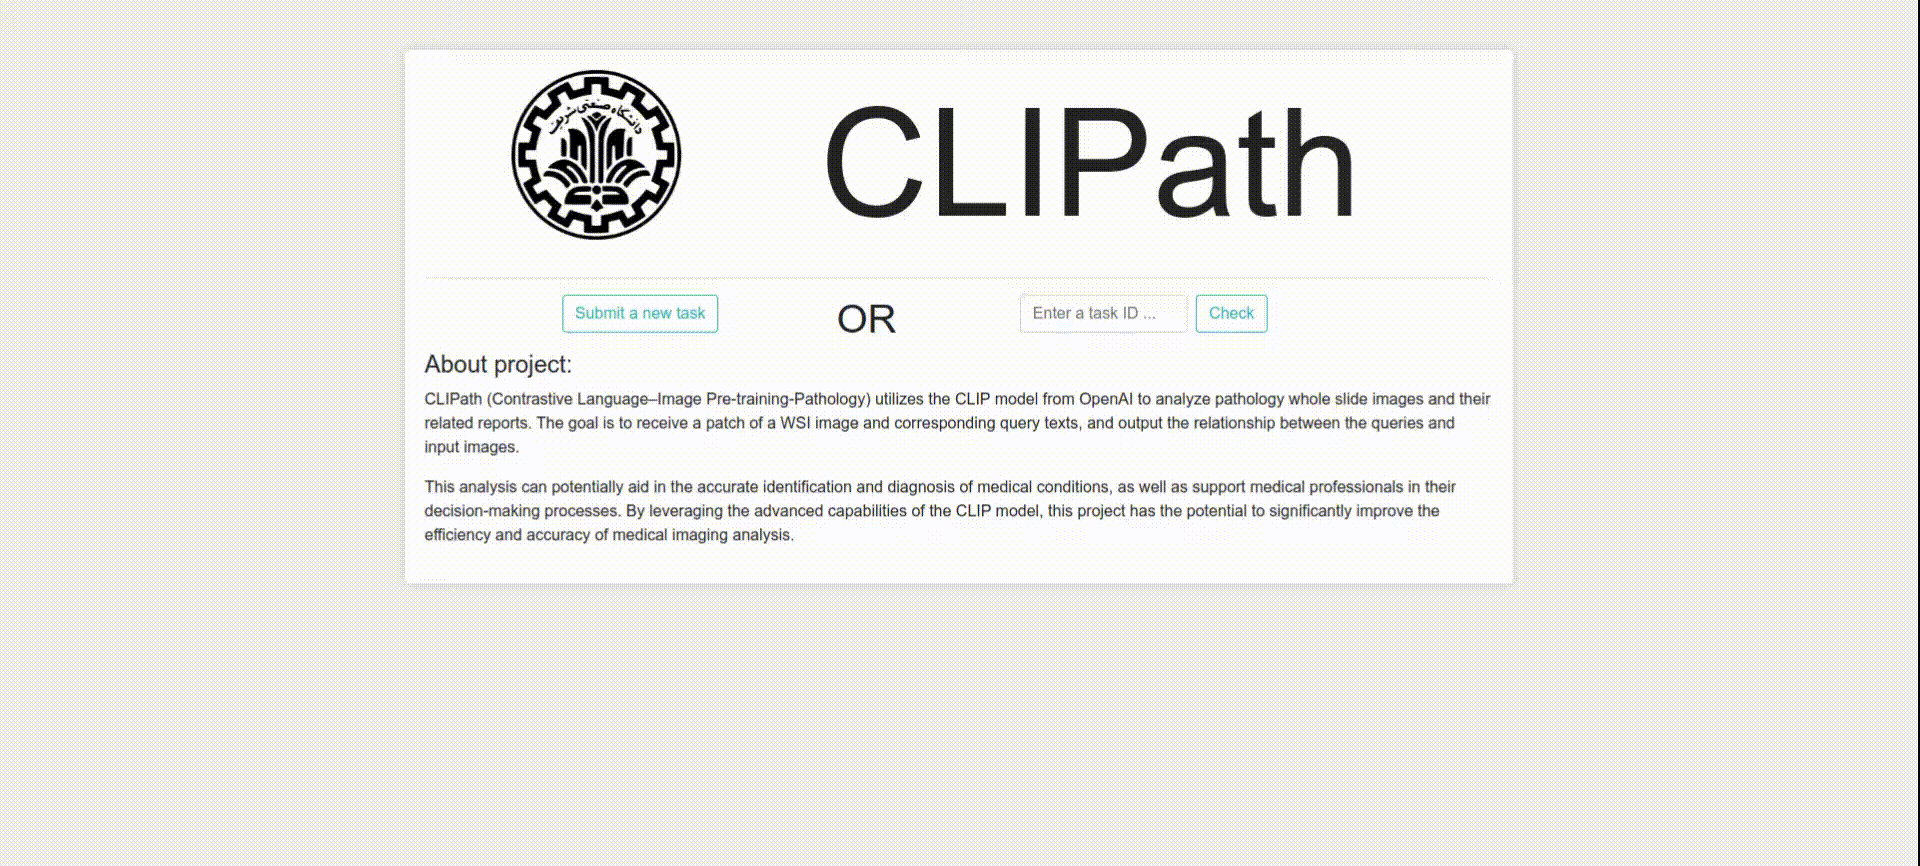 دانشگاه صنعتی شریف
CLIPath
Submit a new task
OR
Enter a task ID ...
Check
About project:
CLIPath (Contrastive Language–Image Pre-training-Pathology) utilizes the CLIP model from OpenAI to analyze pathology whole slide images and their
related reports. The goal is to receive a patch of a WSI image and corresponding query texts, and output the relationship between the queries and
input images.
This analysis can potentially aid in the accurate identification and diagnosis of medical conditions, as well as support medical professionals in their
decision-making processes. By leveraging the advanced capabilities of the CLIP model, this project has the potential to significantly improve the
efficiency and accuracy of medical imaging analysis.